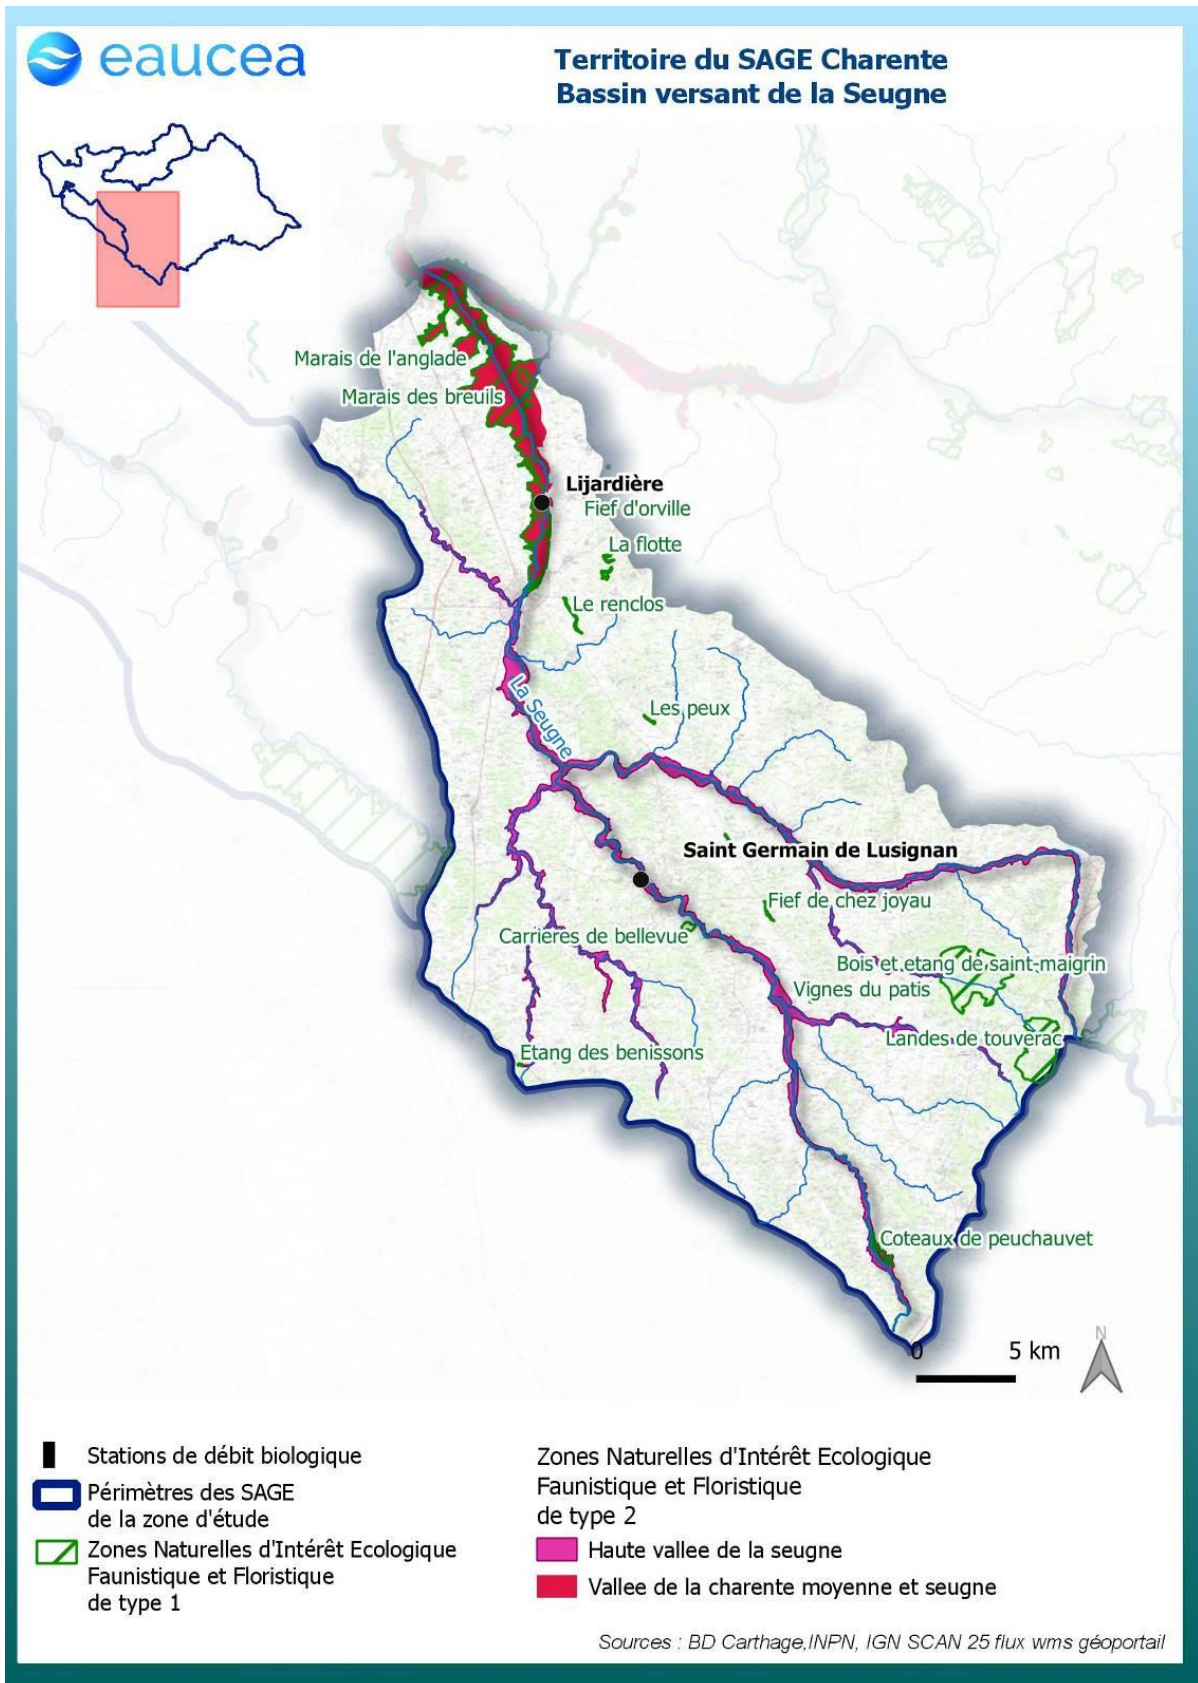 eaucea
Territoire du SAGE Charente
Bassin versant de la Seugne
Marais de l'anglade
Marais des breuils
Lijardière
Fief d'orville
La flotte
Le renclos
La Seugne
Les peux
Saint Germain de Lusignan
Fief de chez joyau
Carrieres de bellevue
Bois et etang de saint-maigrin
Vignes du patis
Landes de touverac
Etang des benissons
Coteaux de peuchauvet
0 5 km
N
Stations de débit biologique
Périmètres des SAGE
de la zone d'étude
Zones Naturelles d'Intérêt Ecologique
Faunistique et Floristique
de type 1
Zones Naturelles d'Intérêt Ecologique
Faunistique et Floristique
de type 2
Haute vallee de la seugne
Vallee de la charente moyenne et seugne
Sources : BD Carthage,INPN, IGN SCAN 25 flux wms géoportail